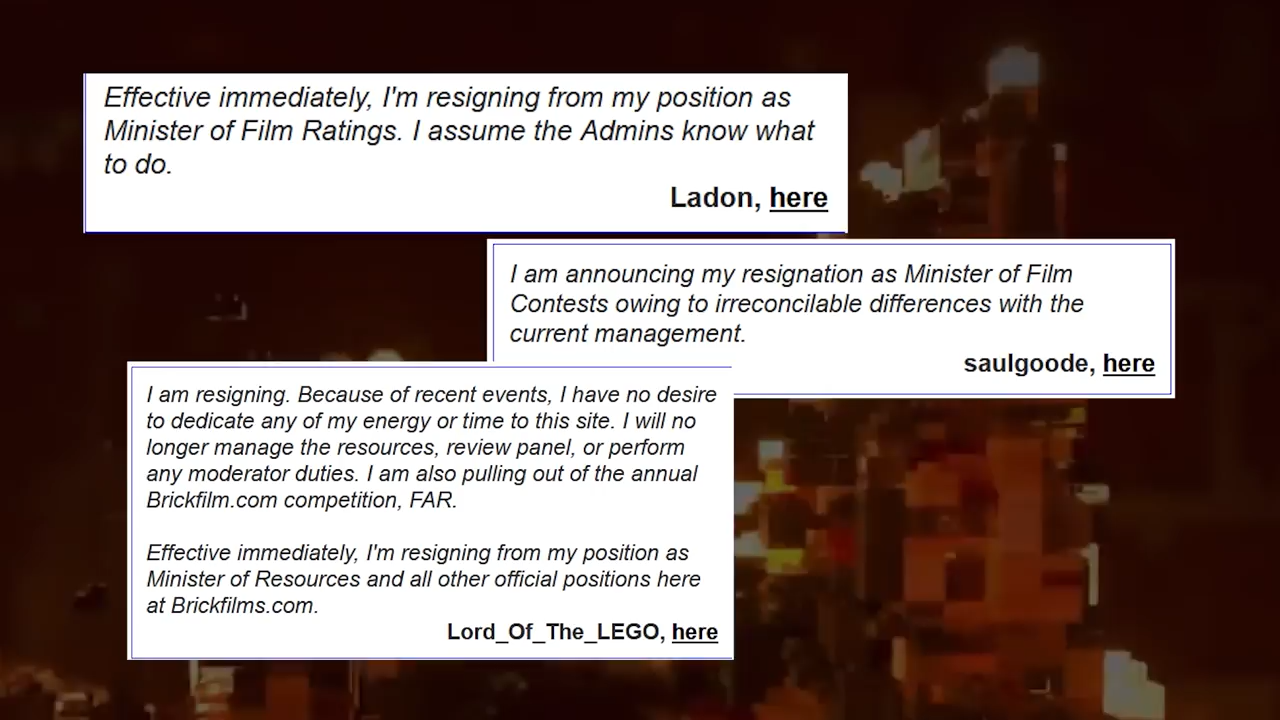 Effective immediately, I'm resigning from my position as
Minister of Film Ratings. I assume the Admins know what
to do.
Ladon, here
I am announcing my resignation as Minister of Film
Contests owing to irreconcilable differences with the
current management.
saulgoode, here
I am resigning. Because of recent events, I have no desire
to dedicate any of my energy or time to this site. I will no
longer manage the resources, review panel, or perform
any moderator duties. I am also pulling out of the annual
Brickfilm.com competition, FAR.
Effective immediately, I'm resigning from my position as
Minister of Resources and all other official positions here
at Brickfilms.com.
Lord_Of_The_LEGO, here